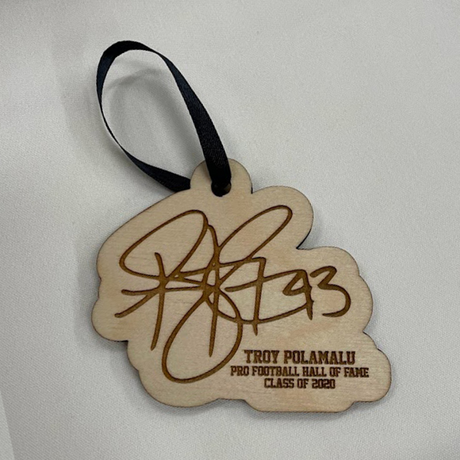 43
TROY POLAMALU
PRO FOOTBALL HALL OF FAME
CLASS OF 2020